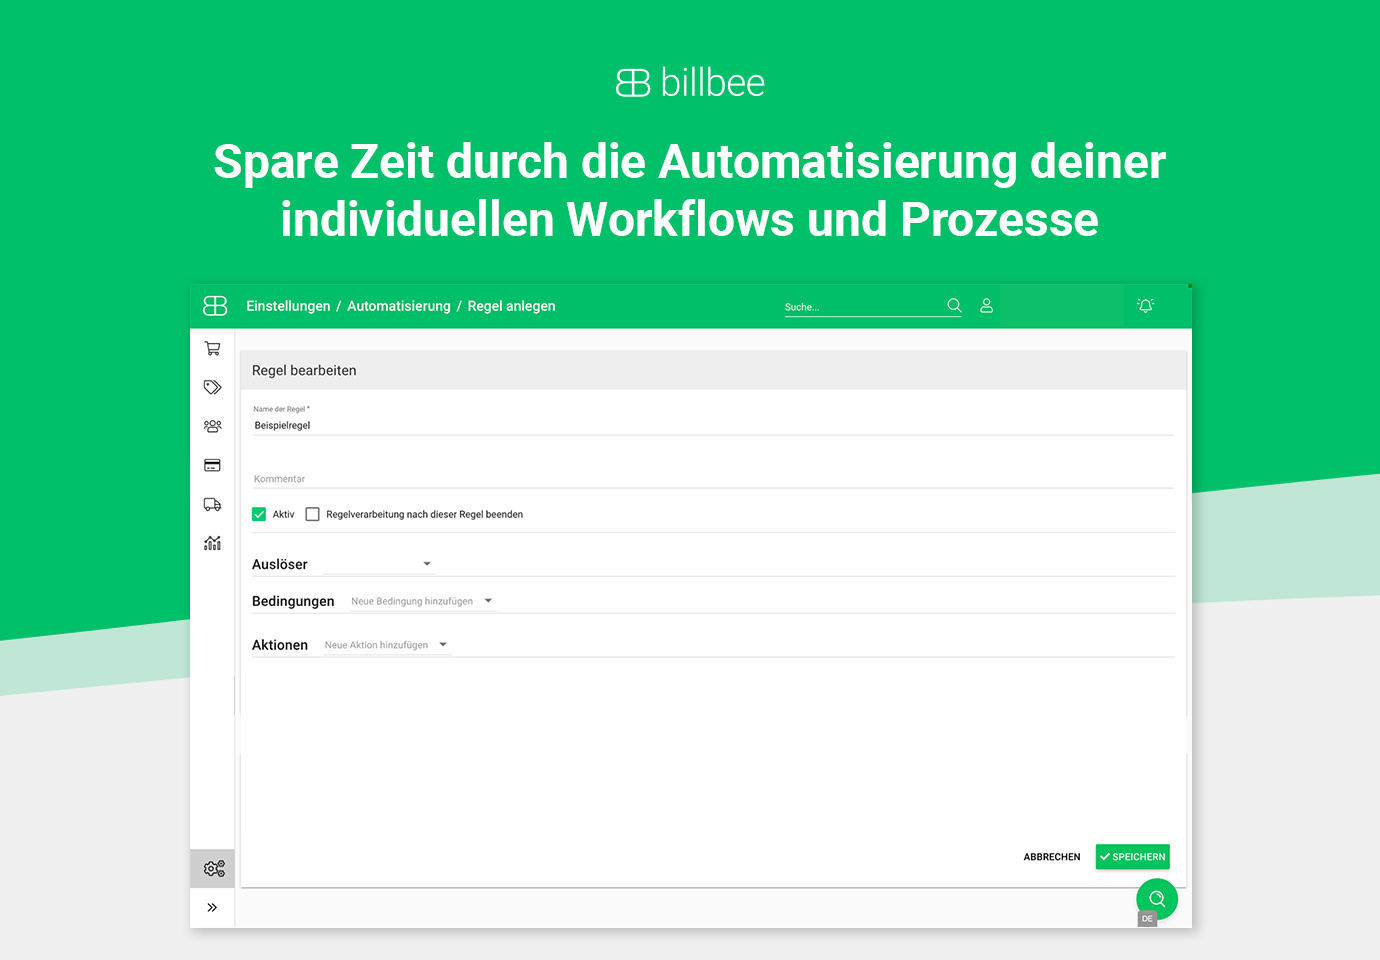 billbee
Spare Zeit durch die Automatisierung deiner
individuellen Workflows und Prozesse
Einstellungen / Automatisierung / Regel anlegen
Suche...
Regel bearbeiten
Name der Regel *
Beispielregel
Kommentar
Aktiv
Regelverarbeitung nach dieser Regel beenden
Auslöser
Bedingungen
Neue Bedingung hinzufügen
Aktionen
Neue Aktion hinzufügen
ABBRECHEN
SPEICHERN
DE